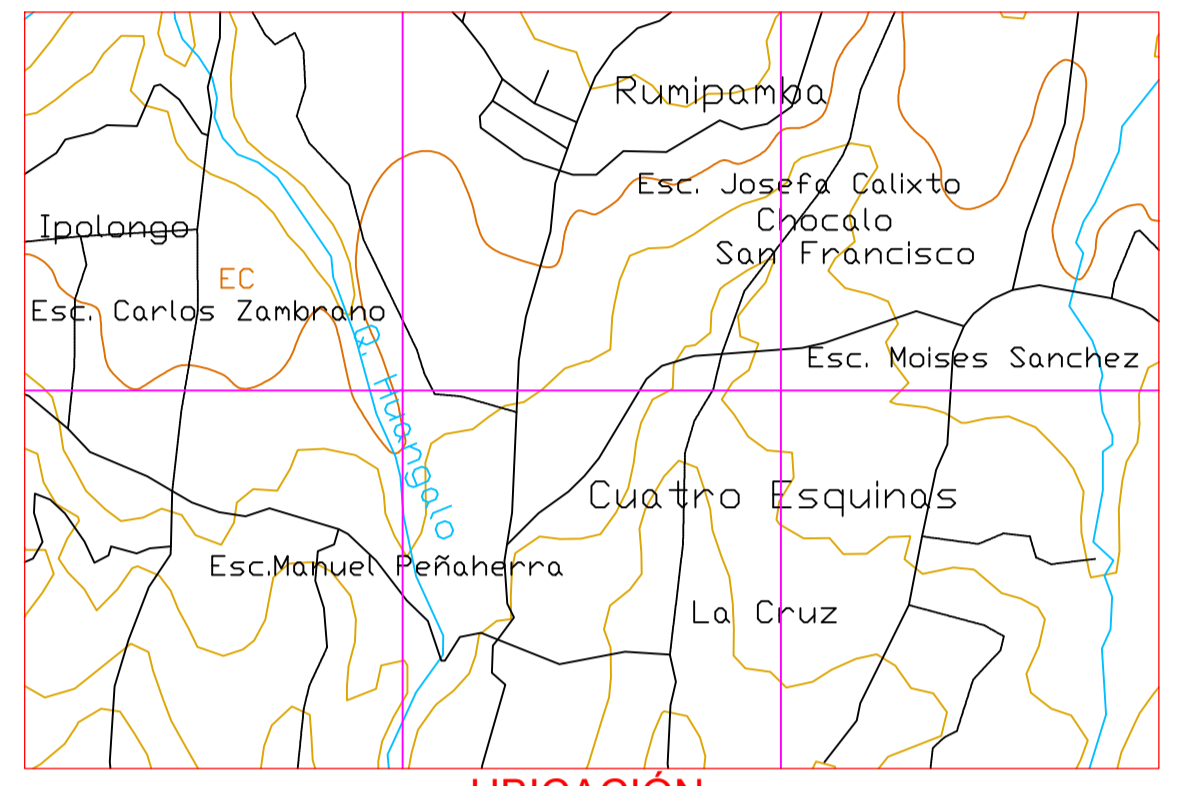 Rumipamba
Esc. Josefa Calixto
Chocalo
San Francisco
Ipolongo
EC
Esc. Carlos Zambrano
Q. Huangalo
Esc. Moises Sanchez
Cuatro Esquinas
Esc.Manuel Peñaherra
La Cruz
UBICACIÓN